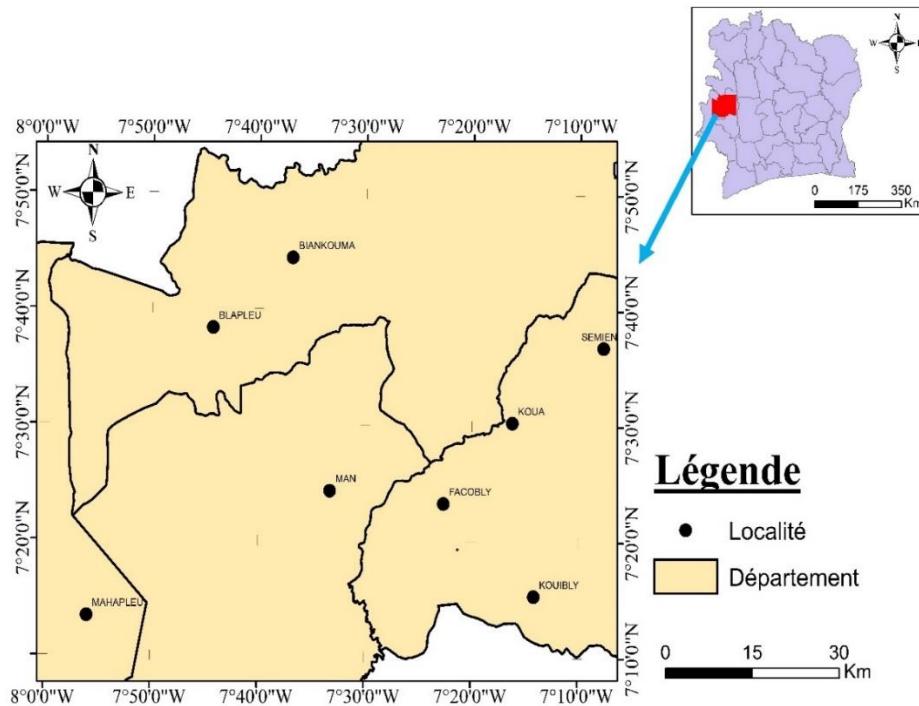 N
W E
S
0 175 350
Km
8°0'0"W 7°50'0"W 7°40'0"W 7°30'0"W 7°20'0"W 7°10'0"W
N
W E
S
7°50'0"N
7°40'0"N
7°30'0"N
7°20'0"N
7°10'0"N
BIANKOUMA
BLAPLEU
SEMIEN
KOUA
MAN
FACOBLY
KOUIBLY
MAHAPLEU
8°0'0"W 7°50'0"W 7°40'0"W 7°30'0"W 7°20'0"W 7°10'0"W
7°50'0"N
7°40'0"N
7°30'0"N
7°20'0"N
7°10'0"N
Légende
Localité
Département
0 15 30
Km